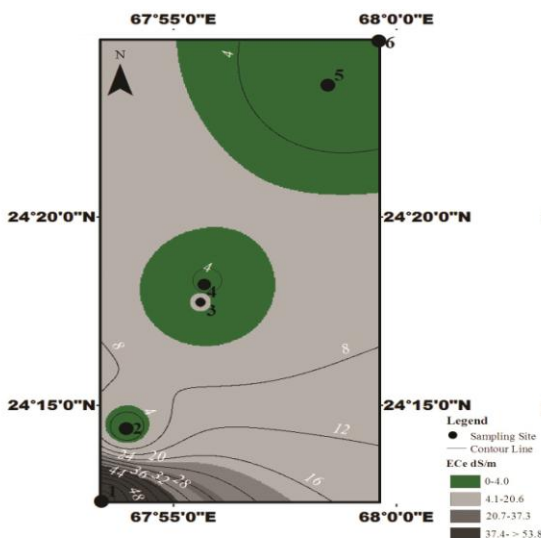 67°55'0"E 68°0'0"E
6
N
4
5
24°20'0"N 24°20'0"N
4
4
3
8
8
24°15'0"N 24°15'0"N
4
2
12
24 20
16
44 36 32 28
48
1
67°55'0"E 68°0'0"E
Legend
Sampling Site
Contour Line
ECe dS/m
0-4.0
4.1-20.6
20.7-37.3
37.4- > 53.8